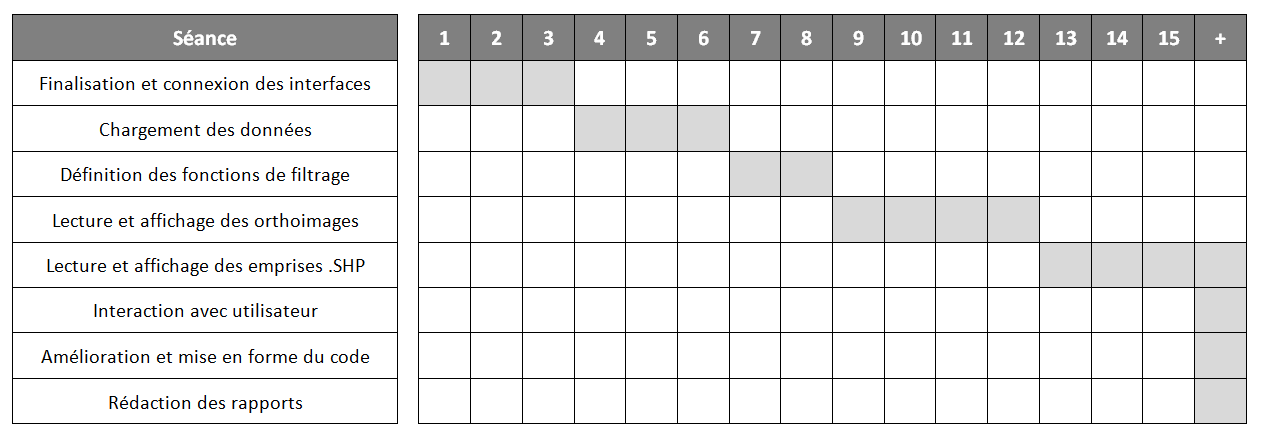 Séance 1 2 3 4 5 6 7 8 9 10 11 12 13 14 15 +
Finalisation et connexion des interfaces
Chargement des données
Définition des fonctions de filtrage
Lecture et affichage des orthoimages
Lecture et affichage des emprises .SHP
Interaction avec utilisateur
Amélioration et mise en forme du code
Rédaction des rapports